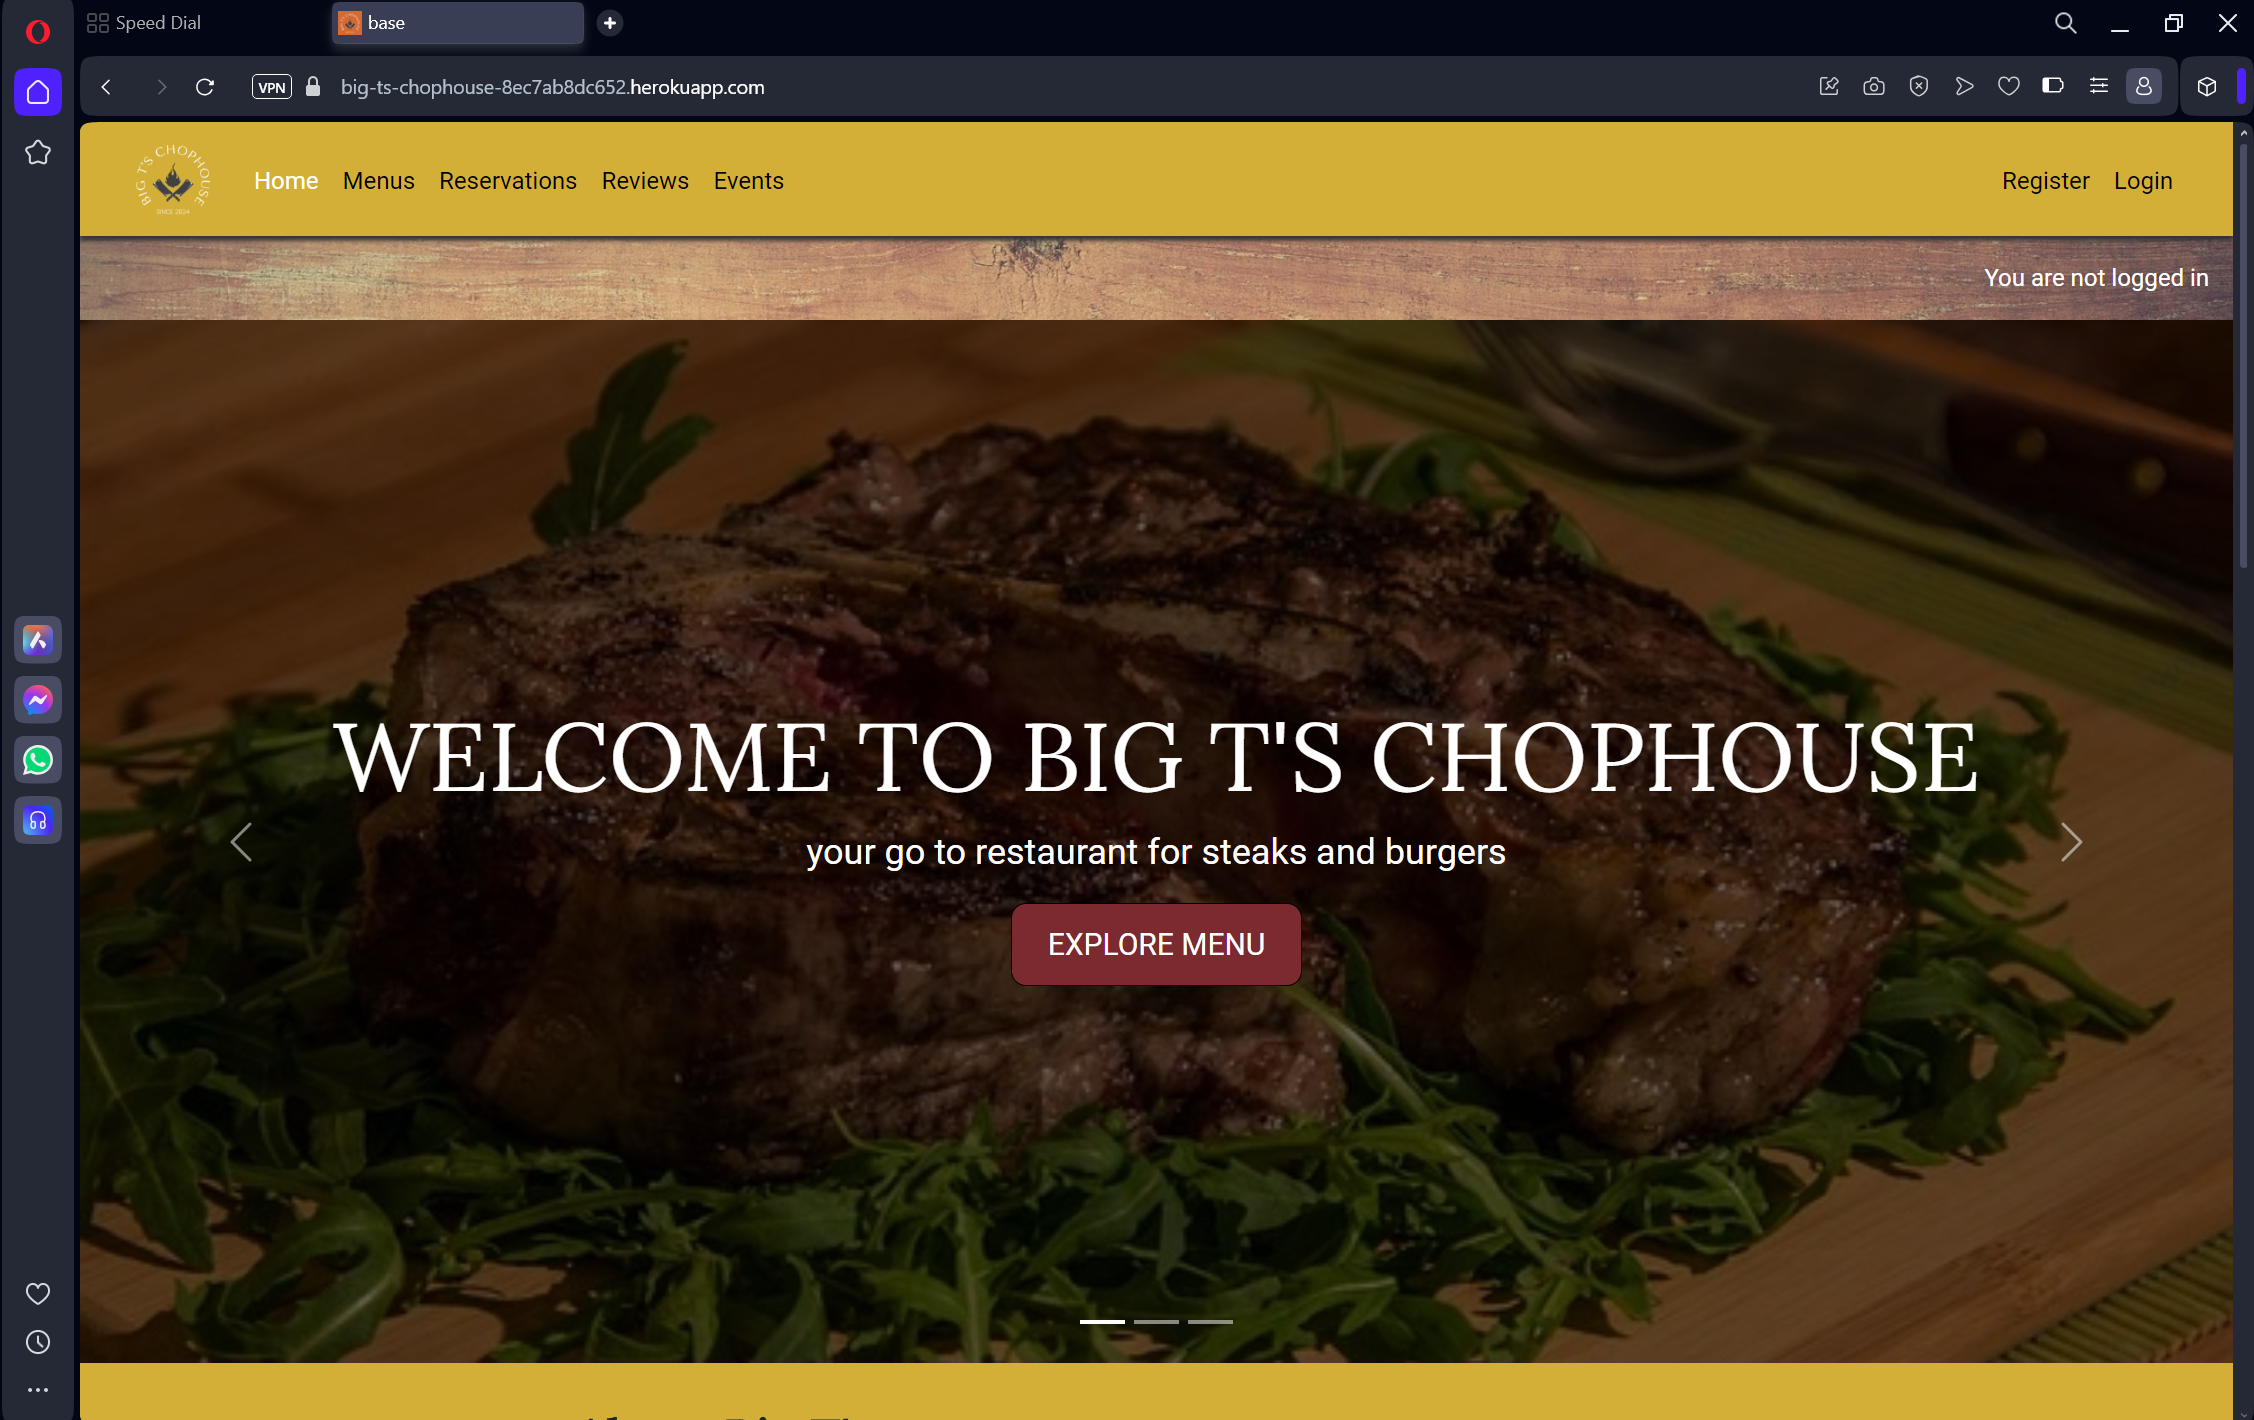 Speed Dial
base
VPN
big-ts-chophouse-8ec7ab8dc652.herokuapp.com
BIG T'S CHOPHOUSE
SINCE 2024
Home
Menus
Reservations
Reviews
Events
Register
Login
You are not logged in
WELCOME TO BIG T'S CHOPHOUSE
your go to restaurant for steaks and burgers
EXPLORE MENU